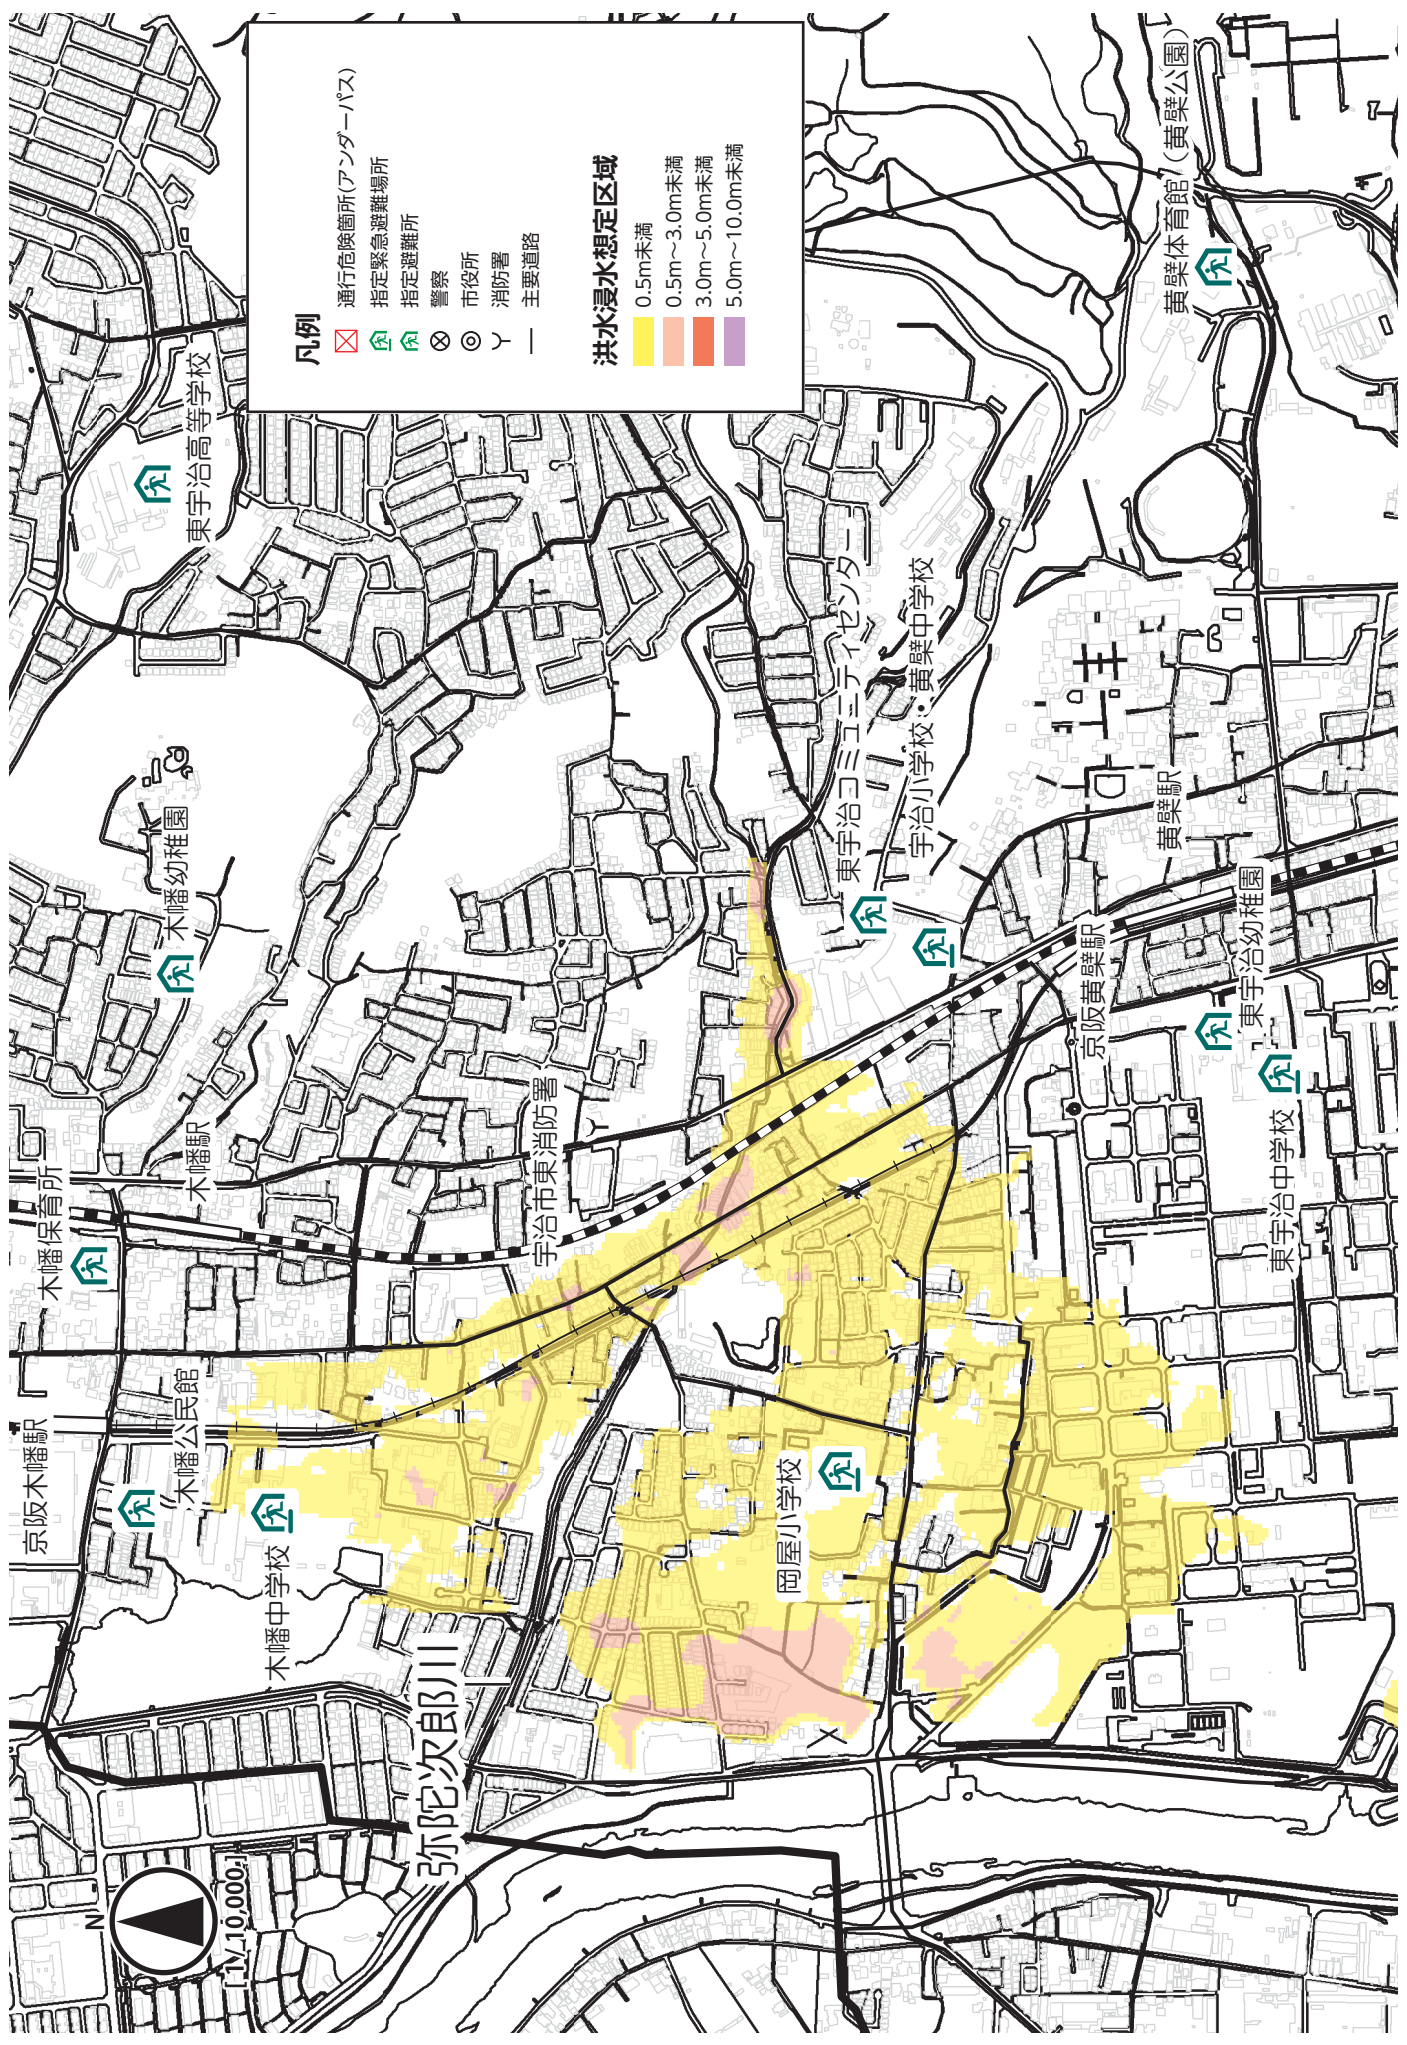 凡例
通行危険箇所(アンダーパス)
指定緊急避難場所
指定避難所
警察
市役所
消防署
主要道路
洪水浸水想定区域
0.5m未満
0.5m～3.0m未満
3.0m～5.0m未満
5.0m～10.0m未満
N
[1/10,000]
京阪木幡駅
木幡保育所
木幡公民館
木幡駅
木幡幼稚園
東宇治高等学校
木幡中学校
弥陀次郎川
宇治市東消防署
岡屋小学校
東宇治コミュニティセンター
宇治小学校・黄檗中学校
京阪黄檗駅
黄檗駅
黄檗体育館（黄檗公園）
東宇治幼稚園
東宇治中学校